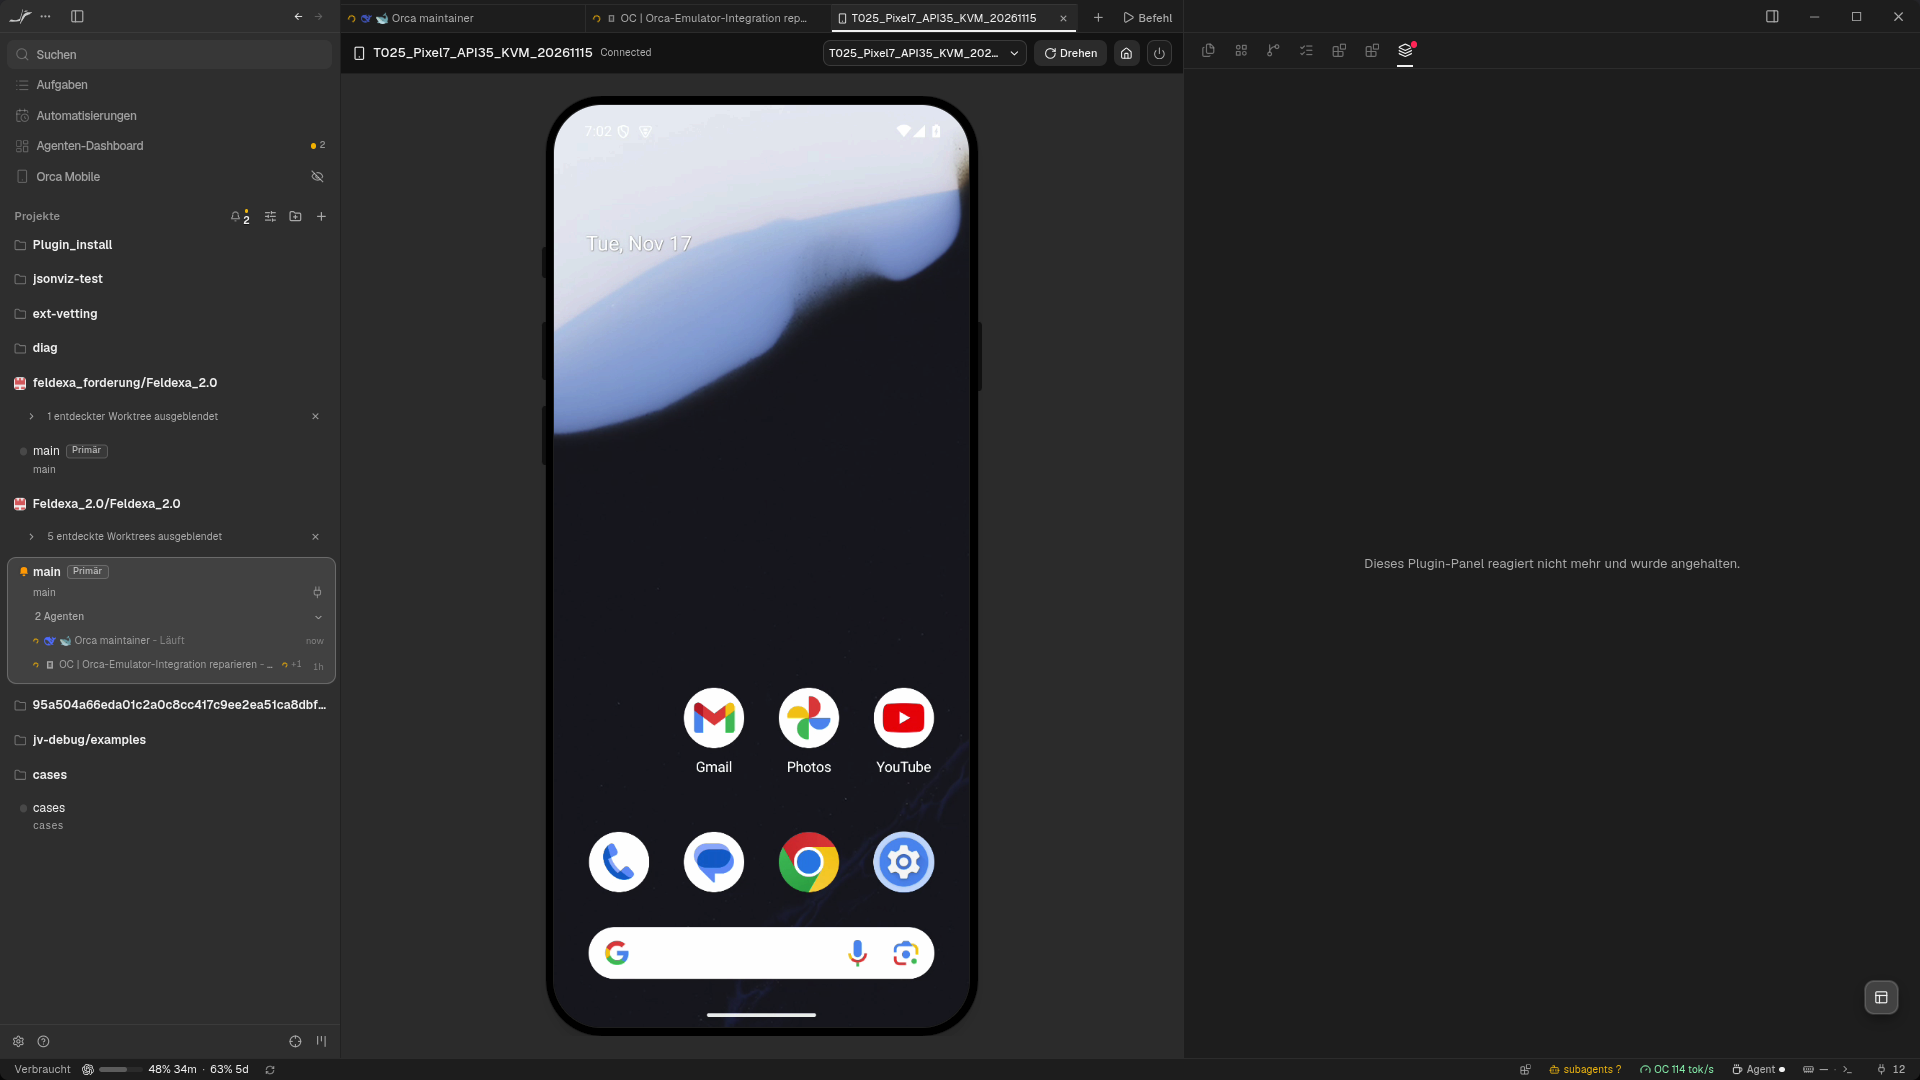 Orca maintainer
OC | Orca-Emulator-Integration rep...
T025_Pixel7_API35_KVM_20261115
Befehl
Suchen
Aufgaben
Automatisierungen
Agenten-Dashboard
2
Orca Mobile
Projekte
2
Plugin_install
jsonviz-test
ext-vetting
diag
feldexa_forderung/Feldexa_2.0
1 entdeckter Worktree ausgeblendet
main Primär
main
Feldexa_2.0/Feldexa_2.0
5 entdeckte Worktrees ausgeblendet
main Primär
main
2 Agenten
Orca maintainer - Läuft now
OC | Orca-Emulator-Integration reparieren - ... +1 1h
95a504a66eda01c2a0c8cc417c9ee2ea51ca8dbf...
jv-debug/examples
cases
cases
cases
T025_Pixel7_API35_KVM_20261115 Connected
T025_Pixel7_API35_KVM_202...
Drehen
7:02
Tue, Nov 17
Gmail
Photos
YouTube
Dieses Plugin-Panel reagiert nicht mehr und wurde angehalten.
Verbraucht 48% 34m · 63% 5d
subagents ?
OC 114 tok/s
Agent
— ·
12